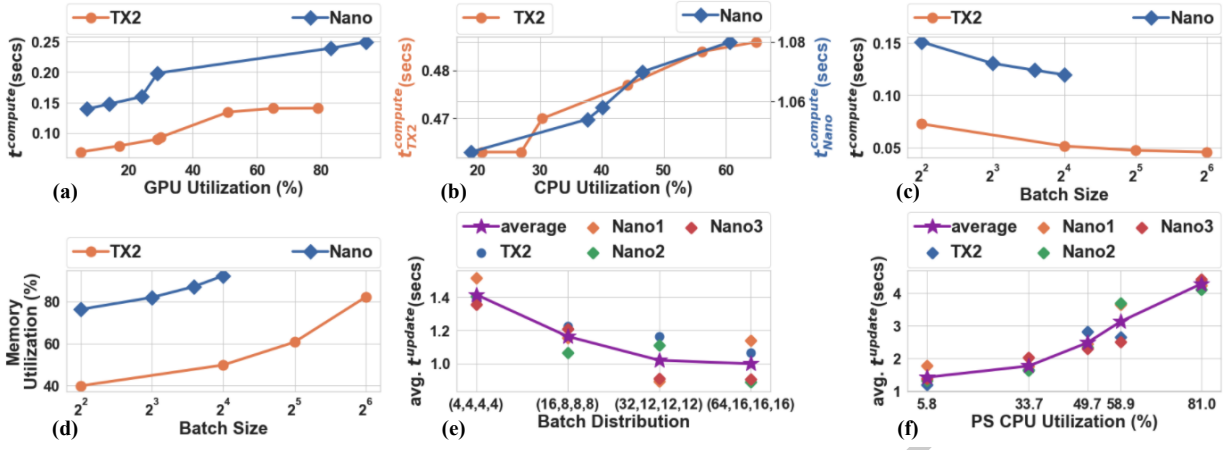 TX2 Nano
t^compute(secs)
0.25
0.20
0.15
0.10
20 40 60 80
GPU Utilization (%)
(a)
TX2 Nano
t^compute_TX2 (secs)
0.48
0.47
t^compute_Nano (secs)
1.08
1.06
20 30 40 50 60
CPU Utilization (%)
(b)
TX2 Nano
t^compute(secs)
0.15
0.10
0.05
2^2 2^3 2^4 2^5 2^6
Batch Size
(c)
TX2 Nano
Memory
Utilization (%)
80
60
40
2^2 2^3 2^4 2^5 2^6
Batch Size
(d)
average Nano1 Nano3
TX2 Nano2
avg. t^update(secs)
1.4
1.2
1.0
(4,4,4,4) (16,8,8,8) (32,12,12,12) (64,16,16,16)
Batch Distribution
(e)
average Nano1 Nano3
TX2 Nano2
avg. t^update(secs)
4
3
2
1
5.8 33.7 49.7 58.9 81.0
PS CPU Utilization (%)
(f)